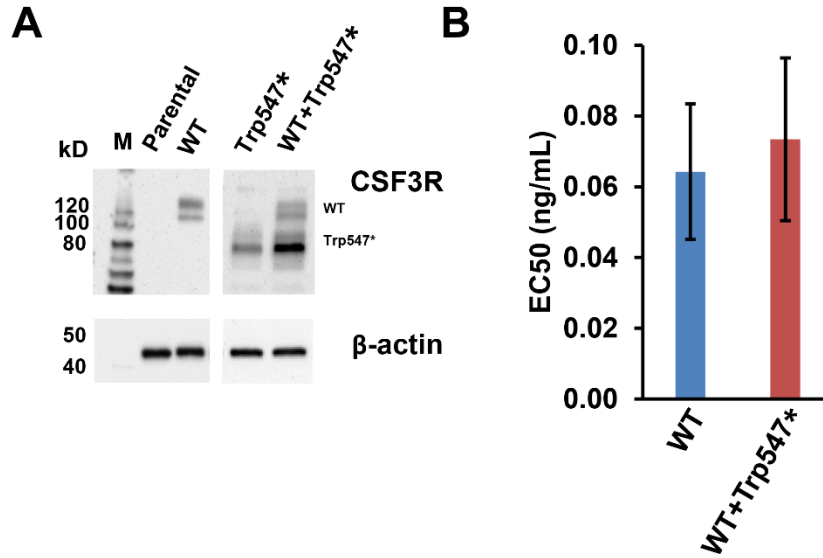 A
kD
M
Parental
WT
Trp547*
WT+Trp547*
CSF3R
120
100
80
WT
Trp547*
50
40
β-actin
B
EC50 (ng/mL)
0.10
0.08
0.06
0.04
0.02
0.00
WT
WT+Trp547*